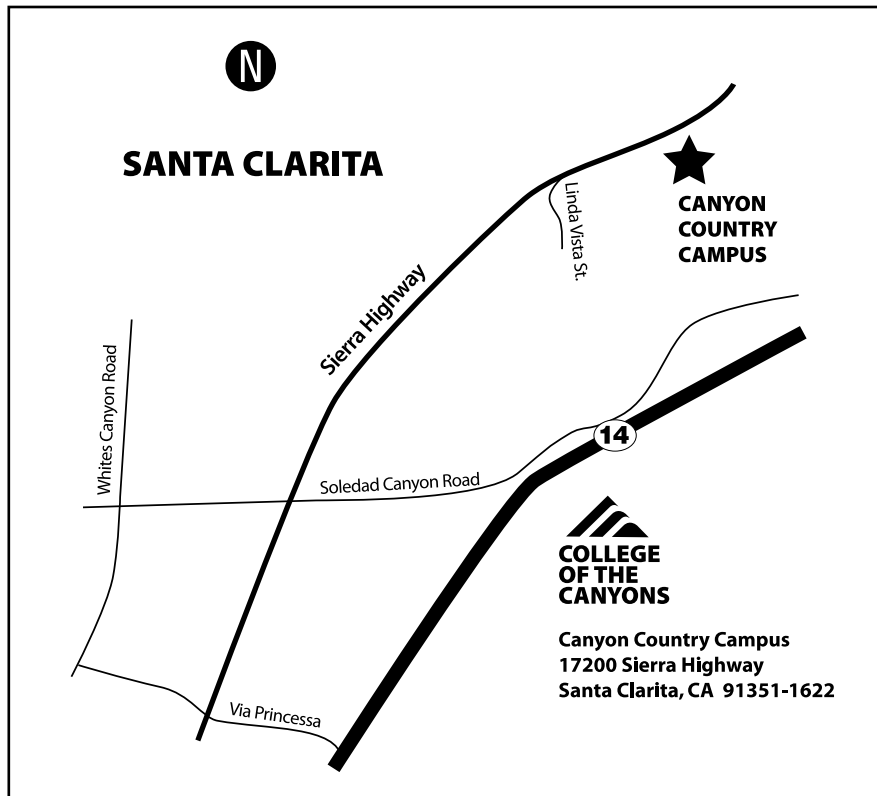 N
SANTA CLARITA
Linda Vista St.
CANYON
COUNTRY
CAMPUS
Sierra Highway
Whites Canyon Road
14
Soledad Canyon Road
COLLEGE
OF THE
CANYONS
Canyon Country Campus
17200 Sierra Highway
Santa Clarita, CA 91351-1622
Via Princessa